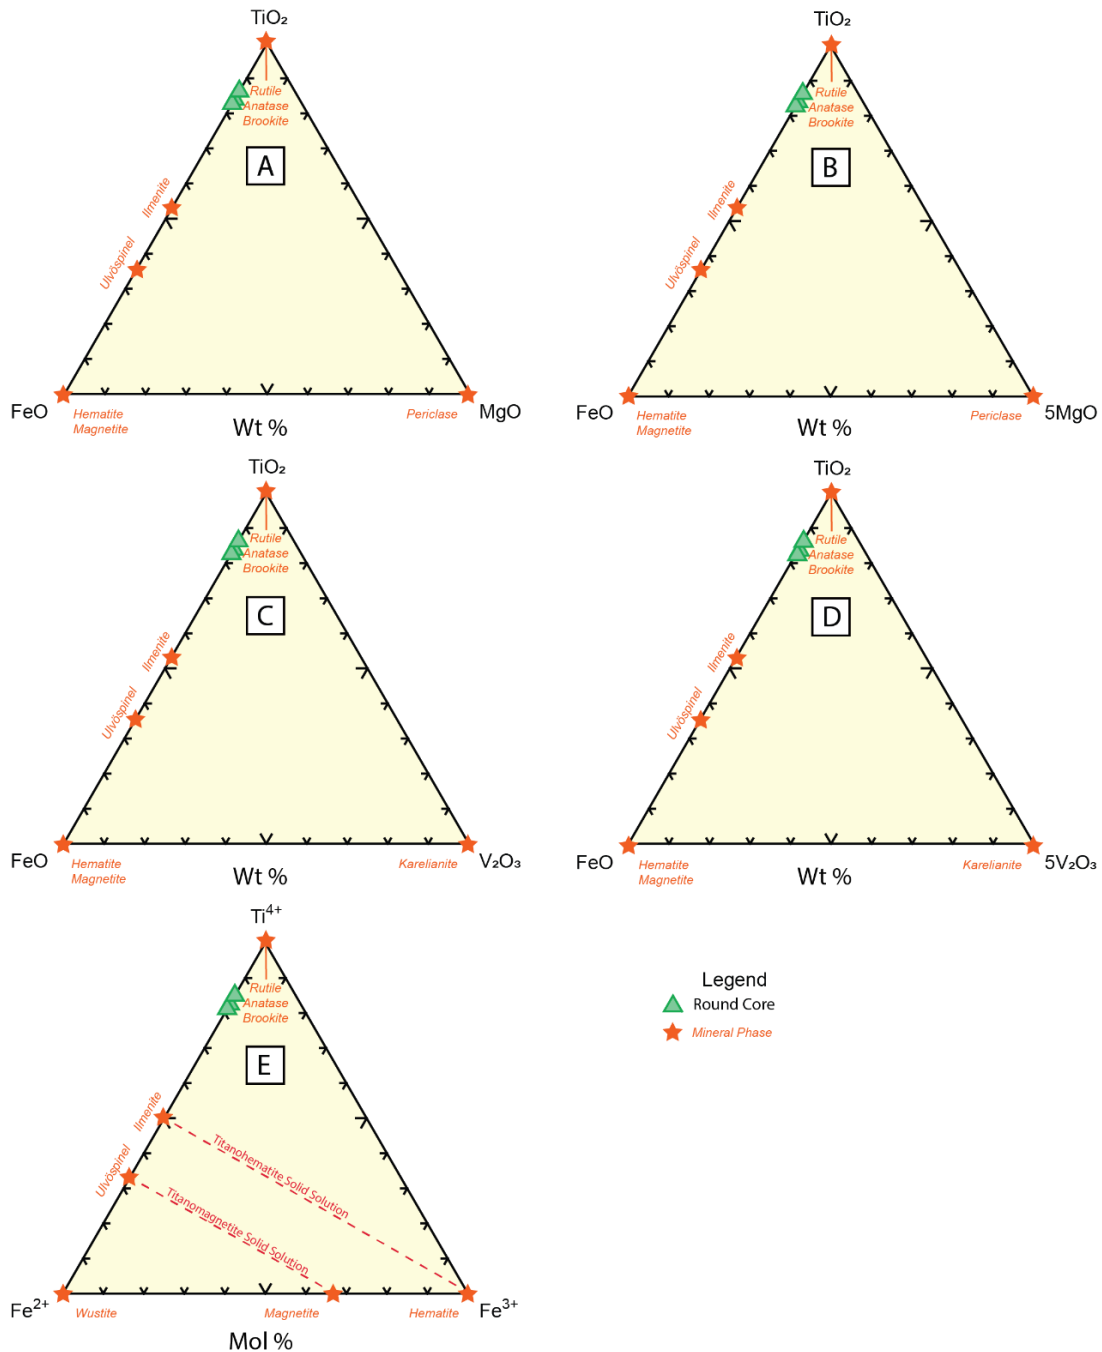 TiO₂
Rutile
Anatase
Brookite
A
Ilmenite
Ulvöspinel
FeO
Hematite
Magnetite
Wt %
Periclase
MgO
TiO₂
Rutile
Anatase
Brookite
B
Ilmenite
Ulvöspinel
FeO
Hematite
Magnetite
Wt %
Periclase
5MgO
TiO₂
Rutile
Anatase
Brookite
C
Ilmenite
Ulvöspinel
FeO
Hematite
Magnetite
Wt %
Karelianite
V₂O₃
TiO₂
Rutile
Anatase
Brookite
D
Ilmenite
Ulvöspinel
FeO
Hematite
Magnetite
Wt %
Karelianite
5V₂O₃
Ti⁴⁺
Rutile
Anatase
Brookite
E
Ilmenite
Ulvöspinel
Titanohematite Solid Solution
Titanomagnetite Solid Solution
Fe²⁺
Wustite
Magnetite
Hematite
Fe³⁺
Mol %
Legend
Round Core
Mineral Phase